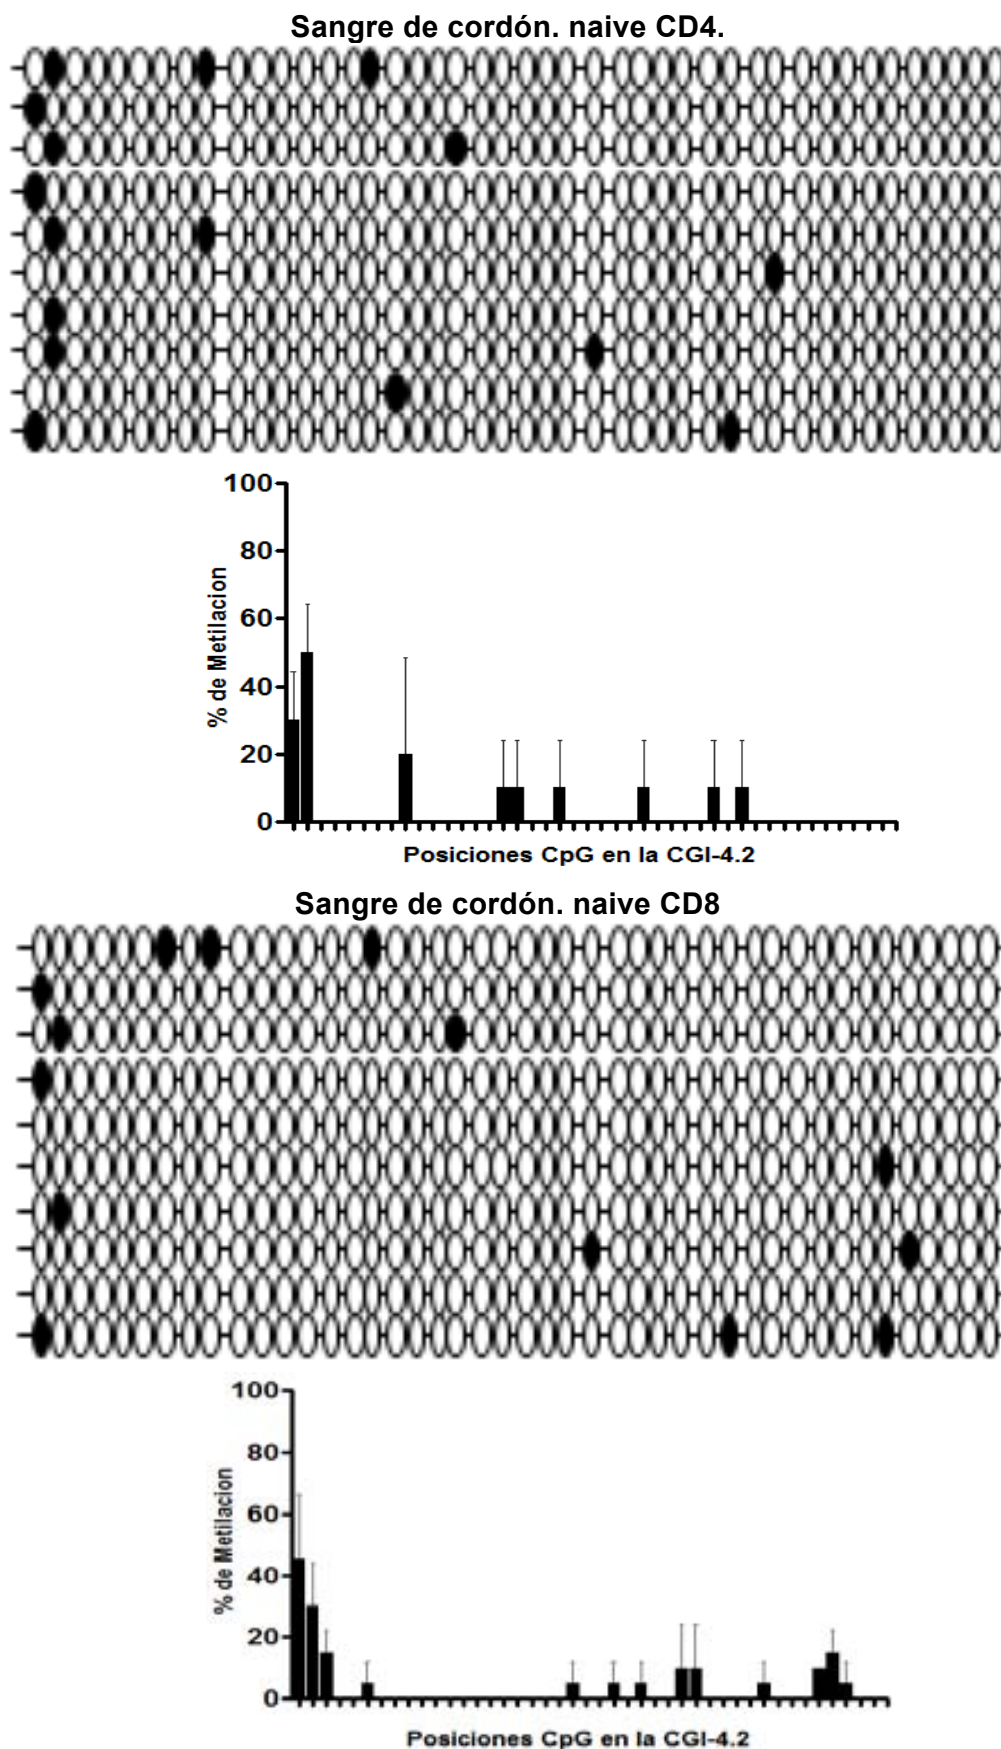 Sangre de cordón. naive CD4.
100
80
60
40
20
0
% de Metilacion
Posiciones CpG en la CGI-4.2
Sangre de cordón. naive CD8
100
80
60
40
20
0
% de Metilacion
Posiciones CpG en la CGI-4.2